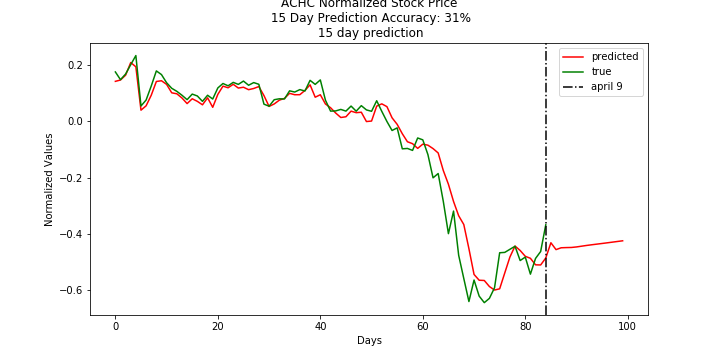 ACHC Normalized Stock Price
15 Day Prediction Accuracy: 31%
15 day prediction
predicted
true
april 9
Normalized Values
0.2
0.0
−0.2
−0.4
−0.6
0
20
40
60
80
100
Days